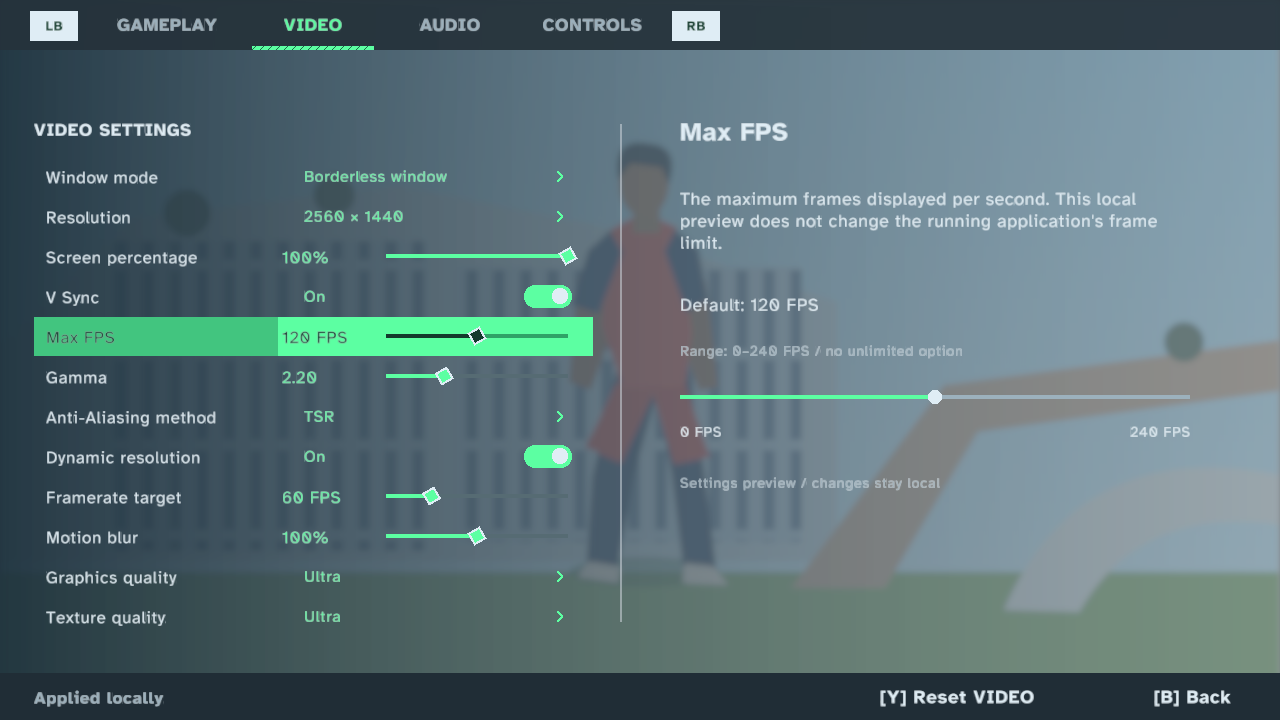 LB GAMEPLAY VIDEO AUDIO CONTROLS RB
VIDEO SETTINGS
Window mode Borderless window
Resolution 2560 × 1440
Screen percentage 100%
V Sync On
Max FPS 120 FPS
Gamma 2.20
Anti-Aliasing method TSR
Dynamic resolution On
Framerate target 60 FPS
Motion blur 100%
Graphics quality Ultra
Texture quality Ultra
Max FPS
The maximum frames displayed per second. This local
preview does not change the running application's frame
limit.
Default: 120 FPS
Range: 0–240 FPS / no unlimited option
0 FPS 240 FPS
Settings preview / changes stay local
Applied locally [Y] Reset VIDEO [B] Back